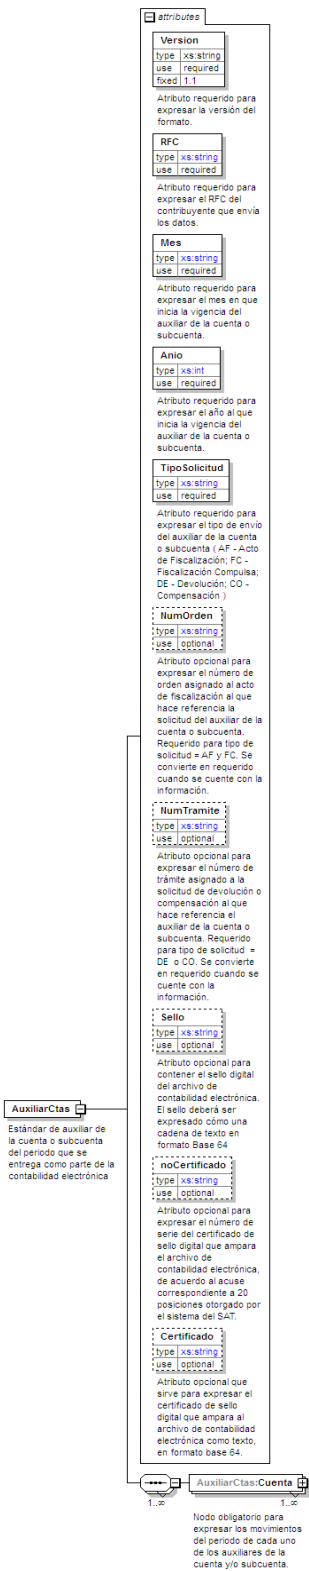 attributes
Version
type xs:string
use required
fixed 1.1
Atributo requerido para
expresar la versión del
formato.
RFC
type xs:string
use required
Atributo requerido para
expresar el RFC del
contribuyente que envía
los datos.
Mes
type xs:string
use required
Atributo requerido para
expresar el mes en que
inicia la vigencia del
auxiliar de la cuenta o
subcuenta.
Anio
type xs:int
use required
Atributo requerido para
expresar el año al que
inicia la vigencia del
auxiliar de la cuenta o
subcuenta.
TipoSolicitud
type xs:string
use required
Atributo requerido para
expresar el tipo de envío
del auxiliar de la cuenta
o subcuenta ( AF - Acto
de Fiscalización; FC -
Fiscalización Compulsa;
DE - Devolución; CO -
Compensación )
NumOrden
type xs:string
use optional
Atributo opcional para
expresar el número de
orden asignado al acto
de fiscalización al que
hace referencia la
solicitud del auxiliar de la
cuenta o subcuenta.
Requerido para tipo de
solicitud = AF y FC. Se
convierte en requerido
cuando se cuente con la
información.
NumTramite
type xs:string
use optional
Atributo opcional para
expresar el número de
trámite asignado a la
solicitud de devolución o
compensación al que
hace referencia el
auxiliar de la cuenta o
subcuenta. Requerido
para tipo de solicitud =
DE o CO. Se convierte
en requerido cuando se
cuente con la
información.
Sello
type xs:string
use optional
Atributo opcional para
contener el sello digital
del archivo de
contabilidad electrónica.
El sello deberá ser
expresado cómo una
cadena de texto en
formato Base 64
noCertificado
type xs:string
use optional
Atributo opcional para
expresar el número de
serie del certificado de
sello digital que ampara
el archivo de
contabilidad electrónica,
de acuerdo al acuse
correspondiente a 20
posiciones otorgado por
el sistema del SAT.
Certificado
type xs:string
use optional
Atributo opcional que
sirve para expresar el
certificado de sello
digital que ampara al
archivo de contabilidad
electrónica como texto,
en formato base 64.
AuxiliarCtas
Estándar de auxiliar de
la cuenta o subcuenta
del periodo que se
entrega como parte de la
contabilidad electrónica
AuxiliarCtas:Cuenta
1..∞ 1..∞
Nodo obligatorio para
expresar los movimientos
del periodo de cada uno
de los auxiliares de la
cuenta y/o subcuenta.